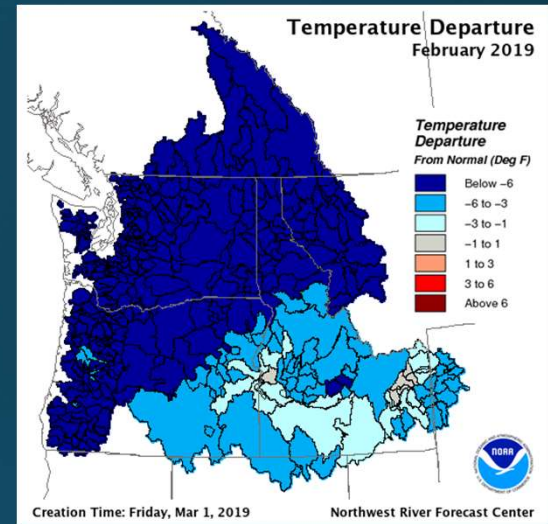 Temperature Departure
February 2019
Temperature
Departure
From Normal (Deg F)
Below -6
-6 to -3
-3 to -1
-1 to 1
1 to 3
3 to 6
Above 6
NOAA
Creation Time: Friday, Mar 1, 2019
Northwest River Forecast Center